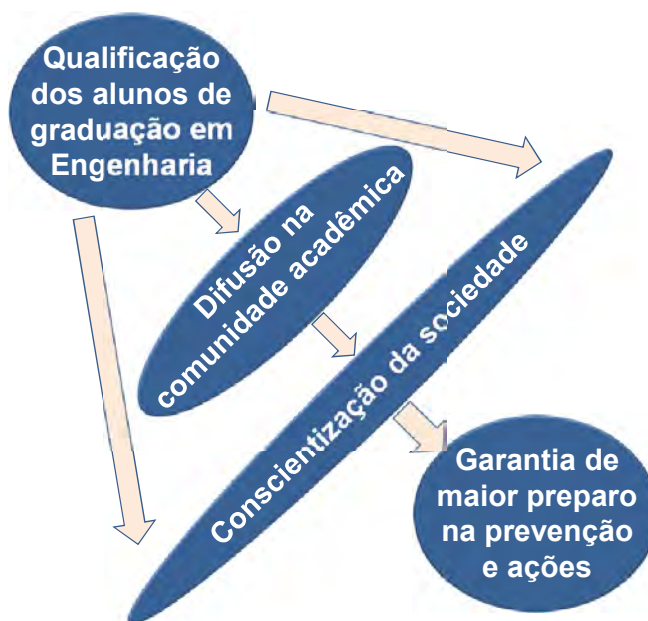 Qualificação
dos alunos de
graduação em
Engenharia
Difusão na
comunidade acadêmica
Conscientização da sociedade
Garantia de
maior preparo
na prevenção
e ações